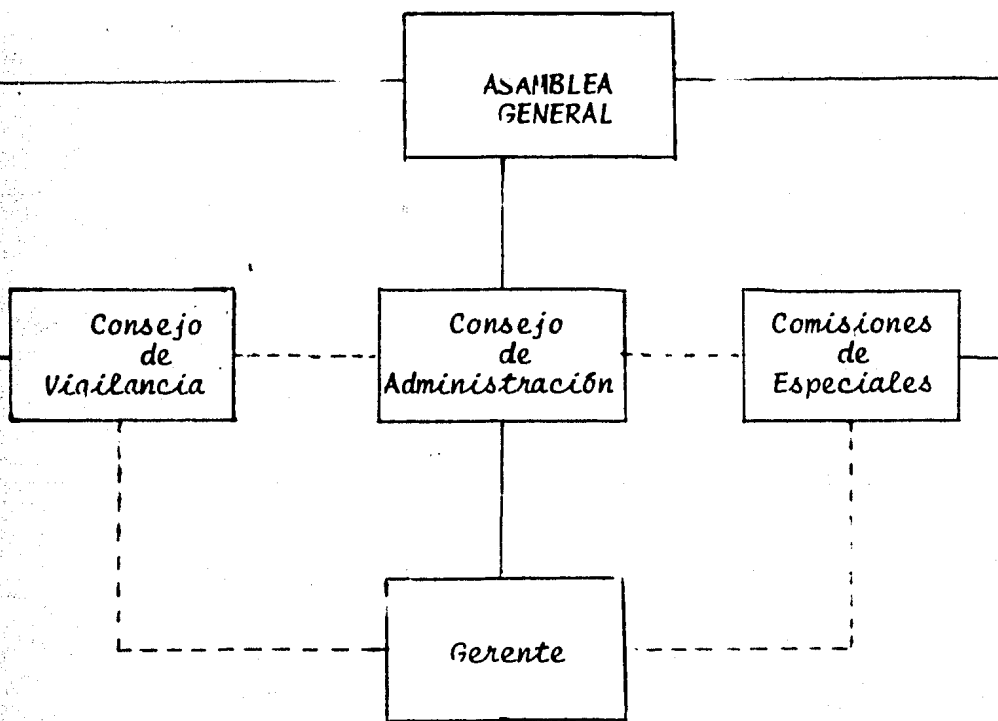 ASAMBLEA
GENERAL
Consejo
de
Vigilancia
Consejo
de
Administración
Comisiones
de
Especiales
Gerente